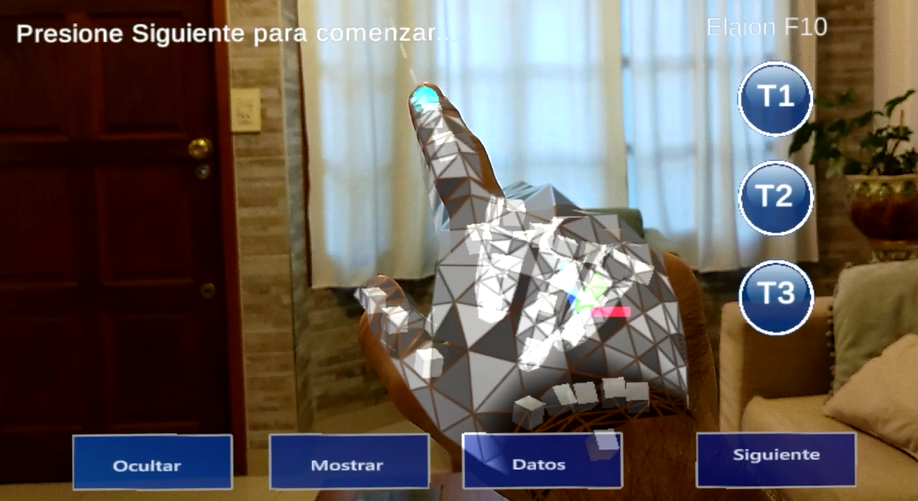 Presione Siguiente para comenzar...
Elaion F10
T1
T2
T3
Ocultar
Mostrar
Datos
Siguiente